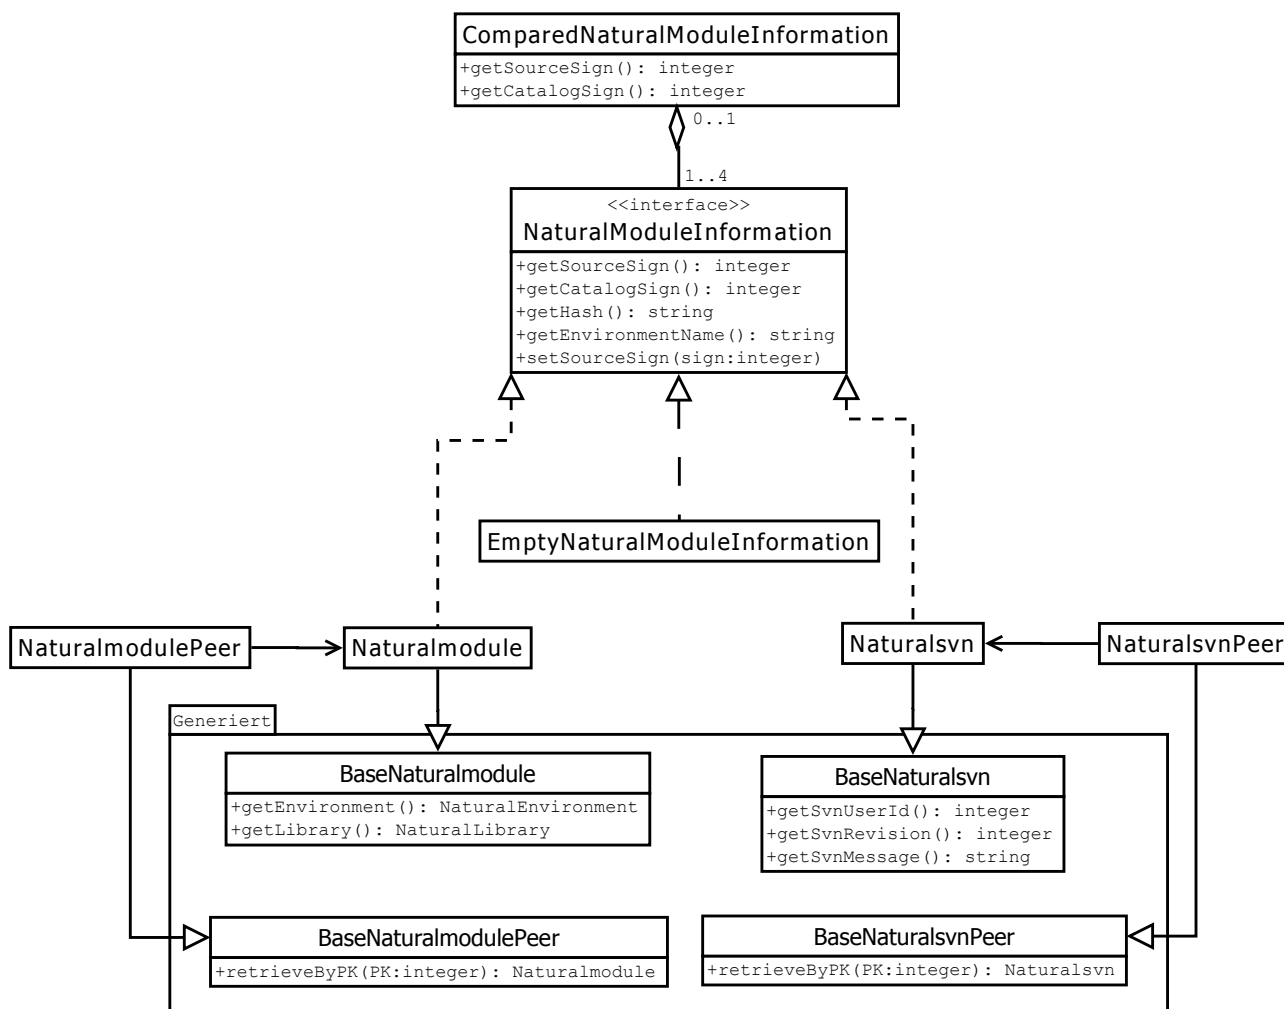 ComparedNaturalModuleInformation
+getSourceSign(): integer
+getCatalogSign(): integer
0..1
1..4
<<interface>>
NaturalModuleInformation
+getSourceSign(): integer
+getCatalogSign(): integer
+getHash(): string
+getEnvironmentName(): string
+setSourceSign(sign:integer)
EmptyNaturalModuleInformation
NaturalmodulePeer
Naturalmodule
Naturalsvn
NaturalsvnPeer
Generiert
BaseNaturalmodule
+getEnvironment(): NaturalEnvironment
+getLibrary(): NaturalLibrary
BaseNaturalsvn
+getSvnUserId(): integer
+getSvnRevision(): integer
+getSvnMessage(): string
BaseNaturalmodulePeer
+retrieveByPK(PK:integer): Naturalmodule
BaseNaturalsvnPeer
+retrieveByPK(PK:integer): Naturalsvn